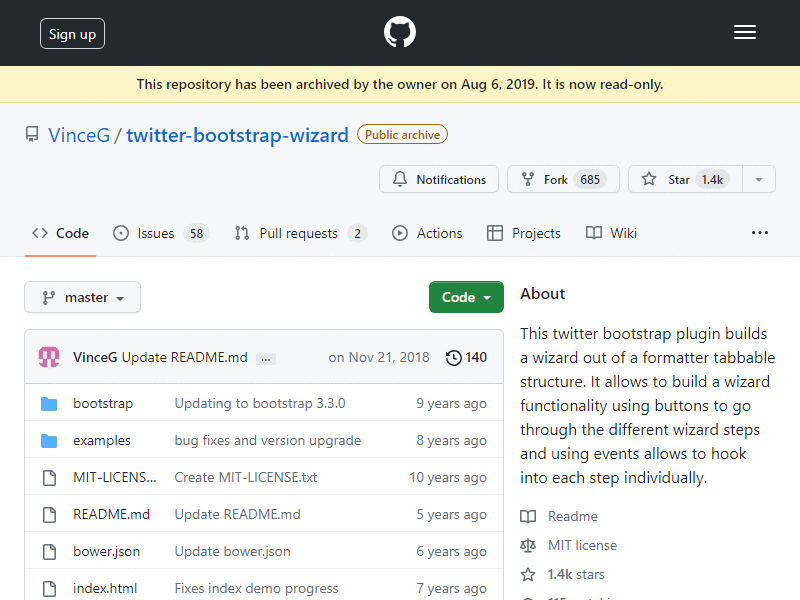 Sign up
This repository has been archived by the owner on Aug 6, 2019. It is now read-only.
VinceG / twitter-bootstrap-wizard Public archive
Notifications Fork 685 Star 1.4k
Code Issues 58 Pull requests 2 Actions Projects Wiki
master Code
VinceG Update README.md ... on Nov 21, 2018 140
bootstrap Updating to bootstrap 3.3.0 9 years ago
examples bug fixes and version upgrade 8 years ago
MIT-LICENS... Create MIT-LICENSE.txt 10 years ago
README.md Update README.md 5 years ago
bower.json Update bower.json 6 years ago
index.html Fixes index demo progress 7 years ago
About
This twitter bootstrap plugin builds
a wizard out of a formatter tabbable
structure. It allows to build a wizard
functionality using buttons to go
through the different wizard steps
and using events allows to hook
into each step individually.
Readme
MIT license
1.4k stars